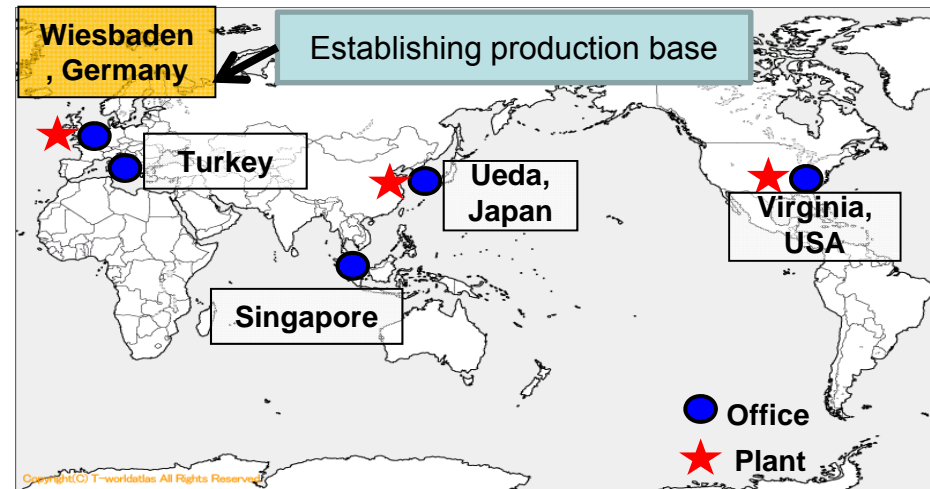 Wiesbaden
, Germany
Establishing production base
Turkey
Ueda,
Japan
Virginia,
USA
Singapore
Office
Plant
Copyright(C) T-worldatlas All Rights Reserved